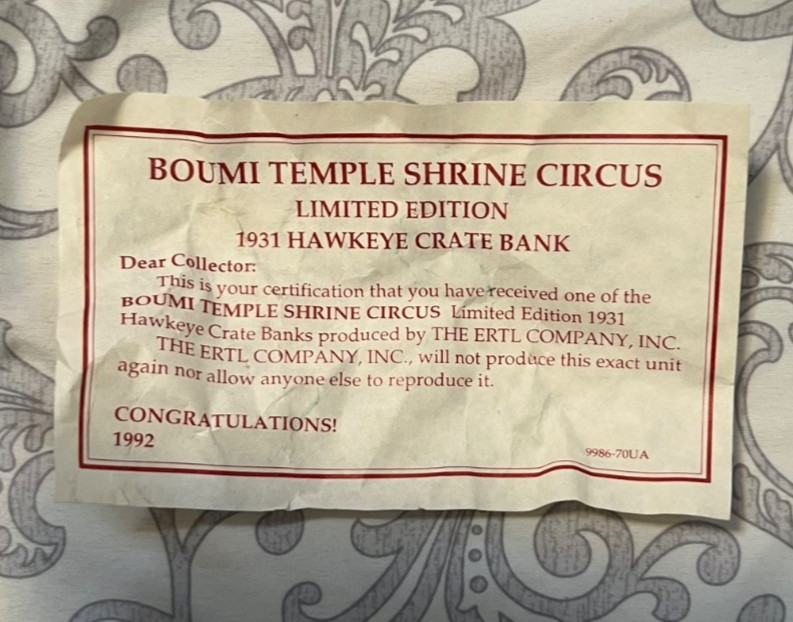 BOUMI TEMPLE SHRINE CIRCUS
LIMITED EDITION
1931 HAWKEYE CRATE BANK
Dear Collector:
This is your certification that you have received one of the
BOUMI TEMPLE SHRINE CIRCUS Limited Edition 1931
Hawkeye Crate Banks produced by THE ERTL COMPANY, INC.
THE ERTL COMPANY, INC., will not produce this exact unit
again nor allow anyone else to reproduce it.
CONGRATULATIONS!
1992
9986-70UA